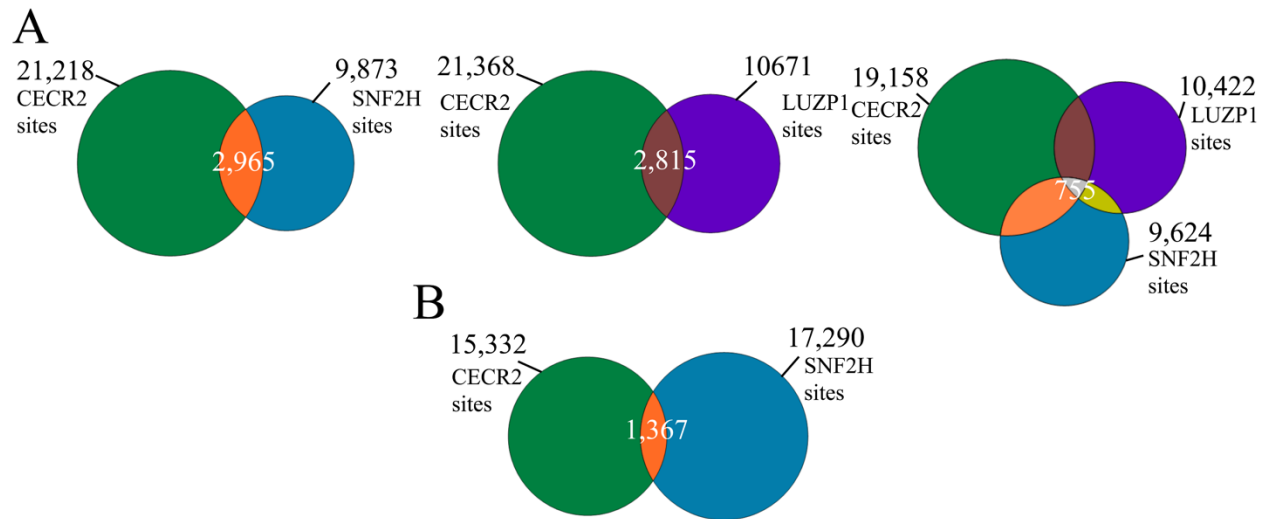 A
21,218
CECR2
sites
2,965
9,873
SNF2H
sites
21,368
CECR2
sites
2,815
10671
LUZP1
sites
19,158
CECR2
sites
755
10,422
LUZP1
sites
9,624
SNF2H
sites
B
15,332
CECR2
sites
1,367
17,290
SNF2H
sites